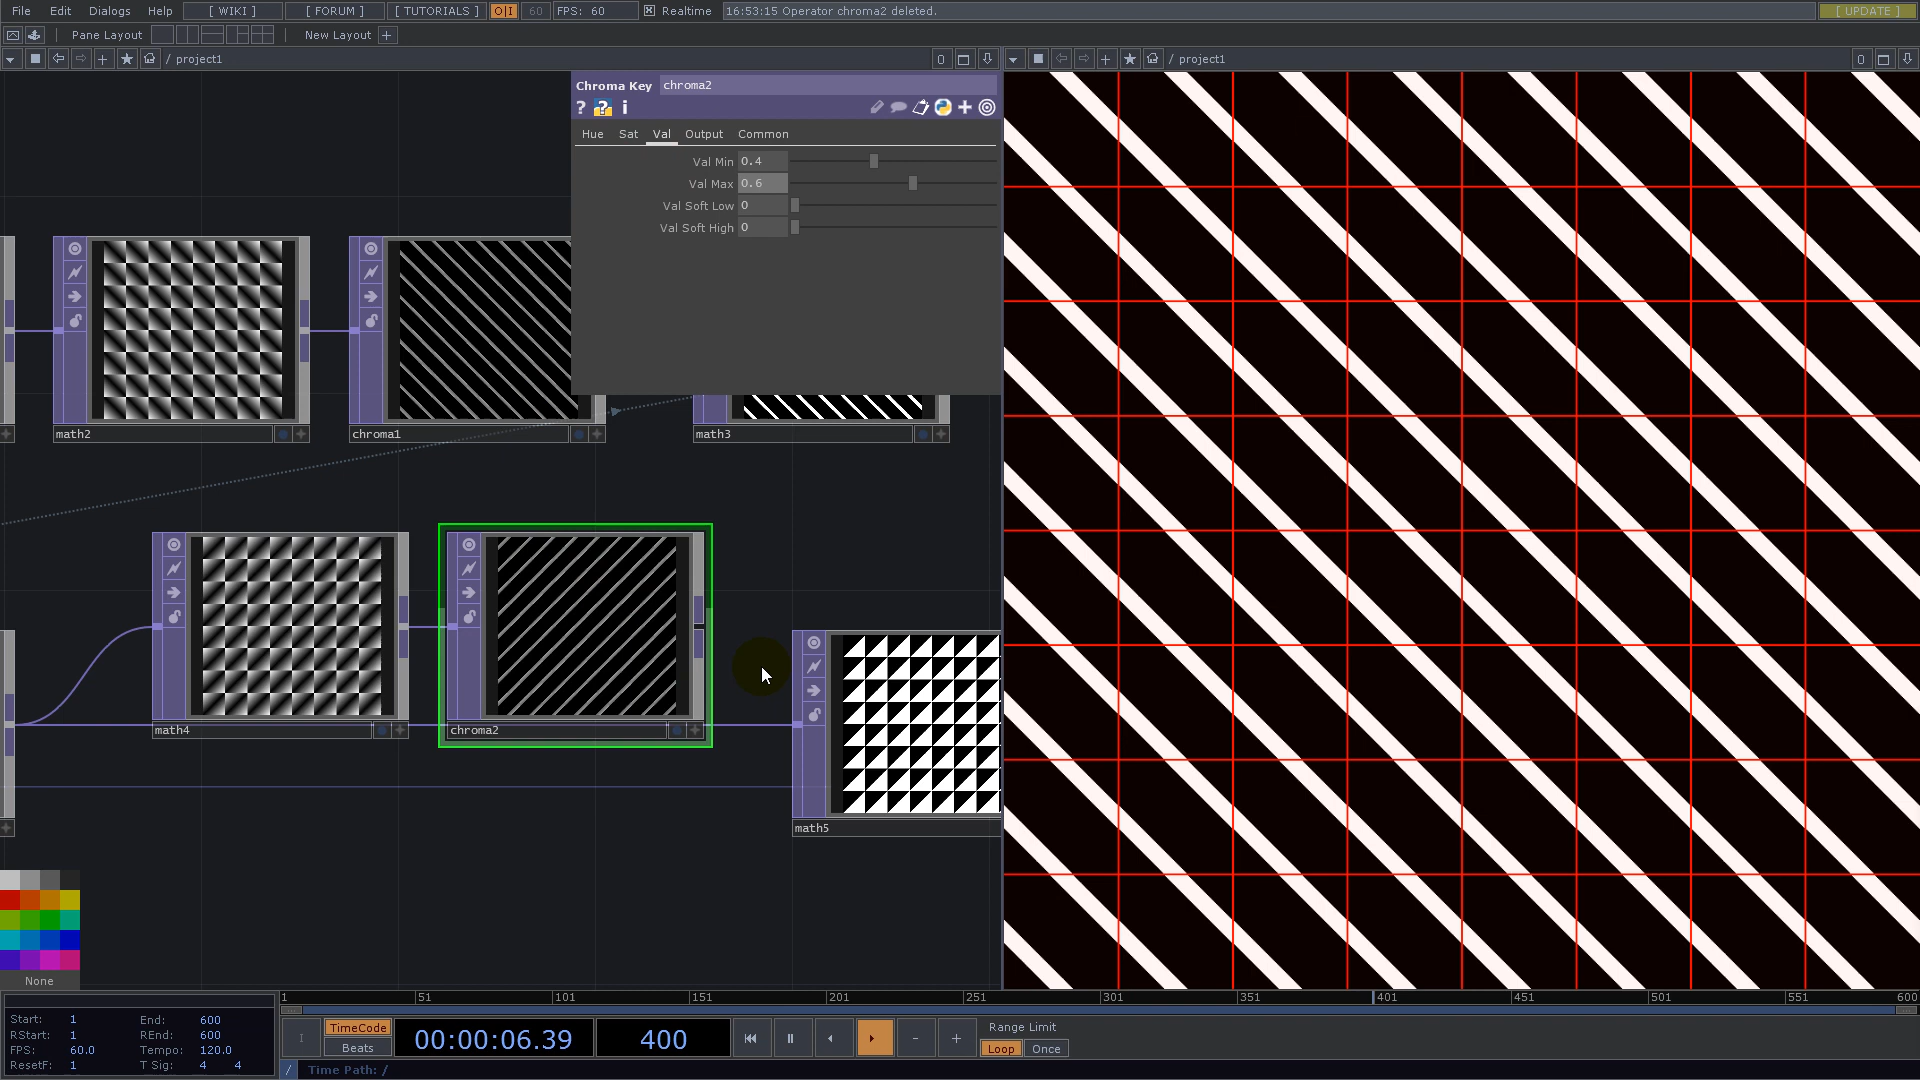 File Edit Dialogs Help [ WIKI ] [ FORUM ] [ TUTORIALS ] O|I 60 FPS: 60 Realtime 16:53:15 Operator chroma2 deleted. [ UPDATE ]
Pane Layout New Layout +
/ project1 0
/ project1 0
Chroma Key chroma2
? ? i
Hue Sat Val Output Common
Val Min 0.4
Val Max 0.6
Val Soft Low 0
Val Soft High 0
math2
chroma1
math3
math4
chroma2
math5
None
1 51 101 151 201 251 301 351 401 451 501 551 600
Start: 1 End: 600
RStart: 1 REnd: 600
FPS: 60.0 Tempo: 120.0
ResetF: 1 T Sig: 4 4
I TimeCode
Beats
00:00:06.39 400
- +
Range Limit
Loop Once
/ Time Path: /